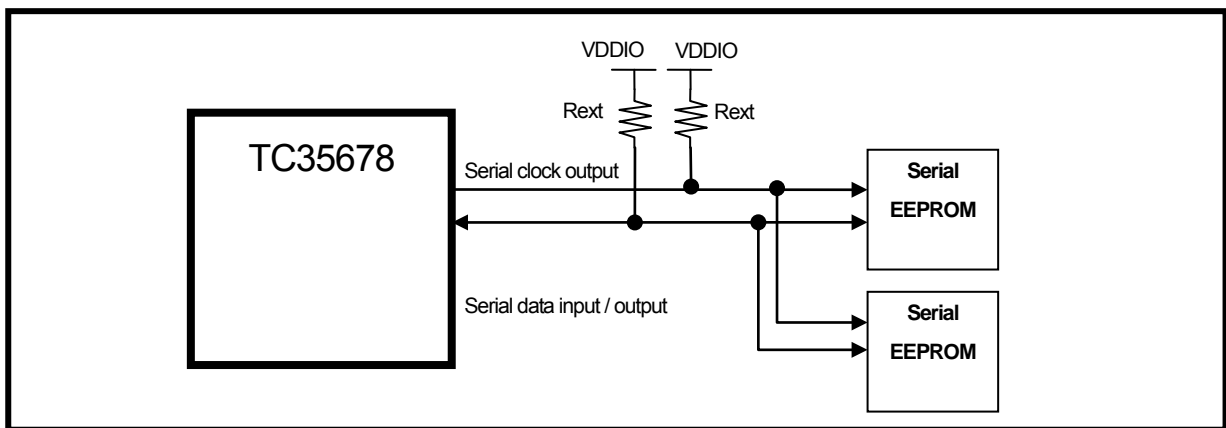 VDDIO VDDIO
Rext Rext
TC35678
Serial clock output
Serial
EEPROM
Serial data input / output
Serial
EEPROM